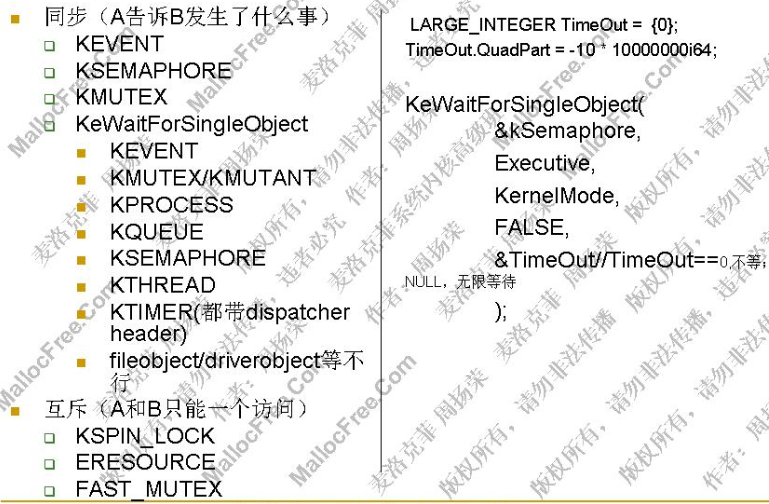 同步（A告诉B发生了什么事）
KEVENT
KSEMAPHORE
KMUTEX
KeWaitForSingleObject
KEVENT
KMUTEX/KMUTANT
KPROCESS
KQUEUE
KSEMAPHORE
KTHREAD
KTIMER(都带dispatcher
header)
fileobject/driverobject等不
行
互斥（A和B只能一个访问）
KSPIN_LOCK
ERESOURCE
FAST_MUTEX
LARGE_INTEGER TimeOut = {0};
TimeOut.QuadPart = -10 * 10000000i64;
KeWaitForSingleObject(
&kSemaphore,
Executive,
KernelMode,
FALSE,
&TimeOut//TimeOut==0,不等；
NULL，无限等待
);
MallocFree.Com
麦洛克菲 周扬荣
版权所有，请勿非法传播，违者必究
作者：周扬荣
麦洛克菲系统内核高级班